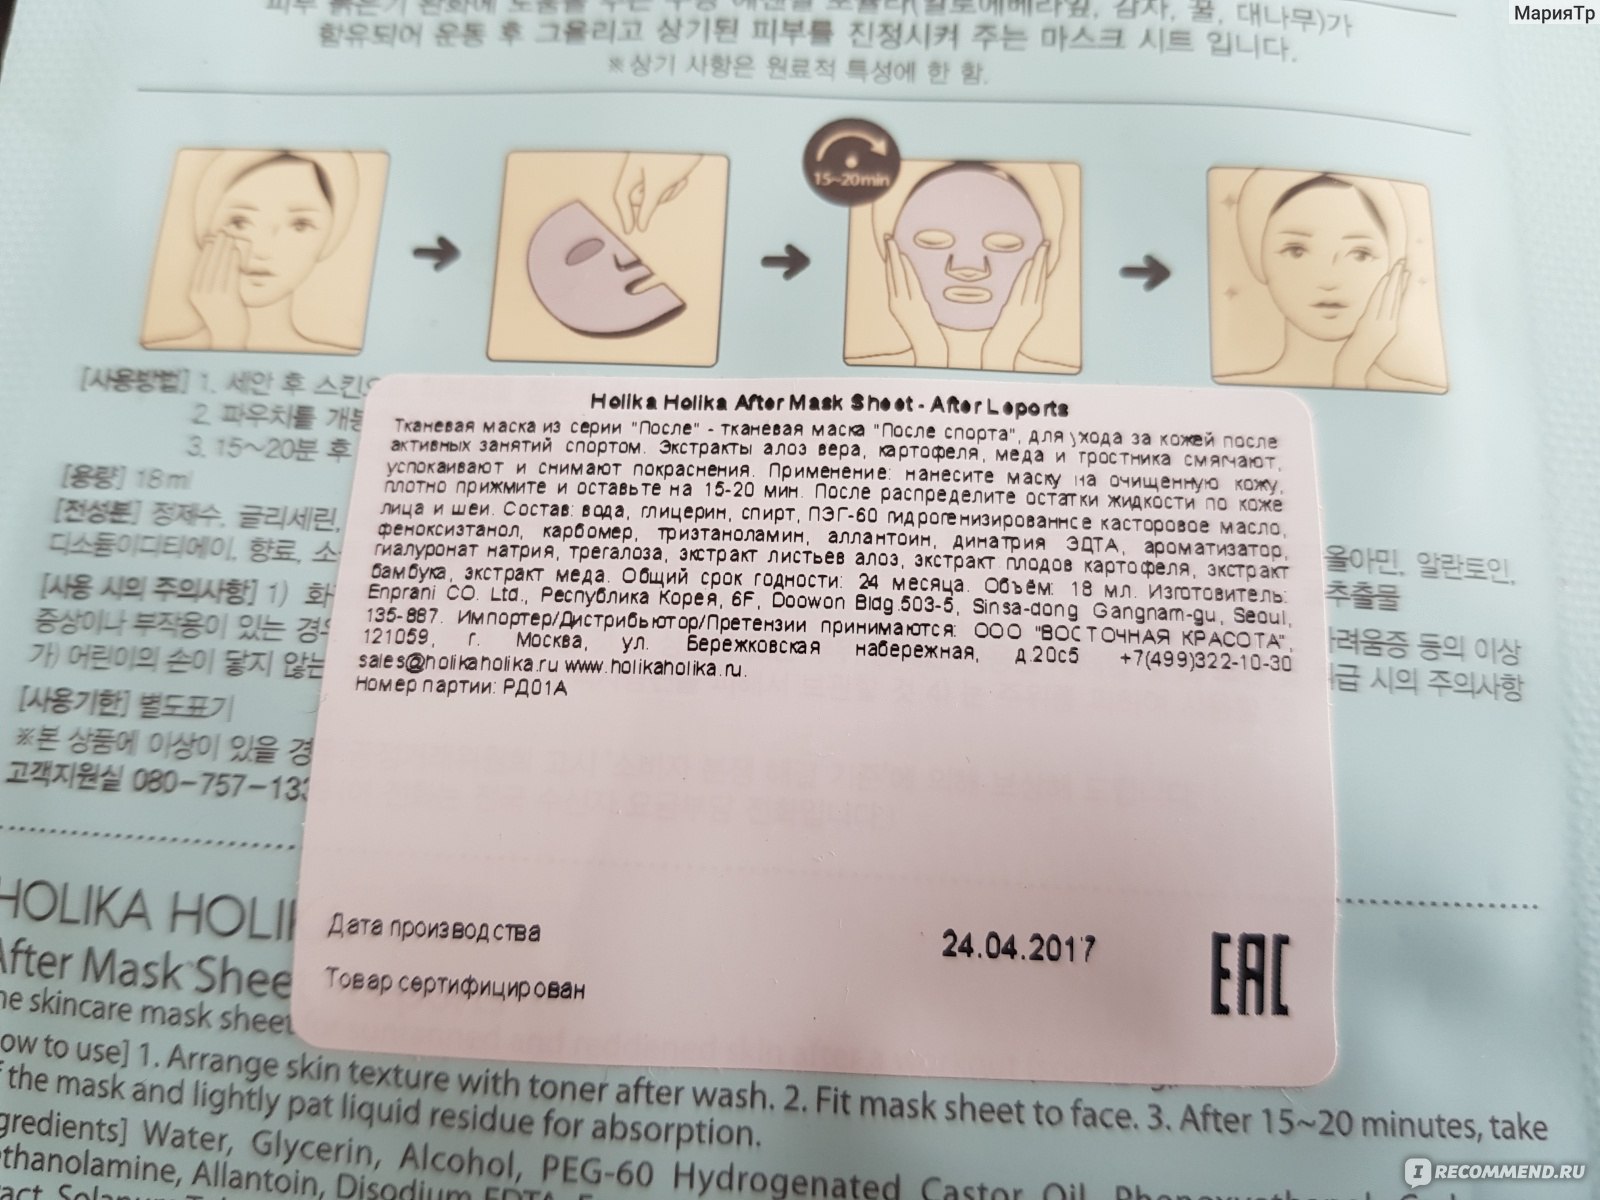 МарияТр
함유되어 운동 후 그을리고 상기된 피부를 진정시켜 주는 마스크 시트 입니다.
※상기 사항은 원료적 특성에 한 함.
15~20min
[사용방법] 1. 세안 후 스킨
2. 파우치를 개봉
3. 15~20분 후
[용량] 18ml
[전성분] 정제수, 글리세린,
디소듐이디티에이, 향료, 소
올아민, 알란토인,
추출물
[사용 시의 주의사항] 1) 화
증상이나 부작용이 있는 경우
가려움증 등의 이상
가) 어린이의 손이 닿지 않는
급 시의 주의사항
[사용기한] 별도표기
※본 상품에 이상이 있을 경
고객지원실 080-757-133
Holika Holika After Mask Sheet - After Leports
Тканевая маска из серии "После" - тканевая маска "После спорта", для ухода за кожей после
активных занятий спортом. Экстракты алоэ вера, картофеля, меда и тростника смягчают,
успокаивают и снимают покраснения. Применение: нанесите маску на очищенную кожу,
плотно прижмите и оставьте на 15-20 мин. После распределите остатки жидкости по коже
лица и шеи. Состав: вода, глицерин, спирт, ПЭГ-60 гидрогенизированное касторовое масло,
феноксиэтанол, карбомер, триэтаноламин, аллантоин, динатрия ЭДТА, ароматизатор,
гиалуронат натрия, трегалоза, экстракт листьев алоэ, экстракт плодов картофеля, экстракт
бамбука, экстракт меда. Общий срок годности: 24 месяца. Объём: 18 мл. Изготовитель:
Enprani CO. Ltd., Республика Корея, 6F, Doowon Bldg.503-5, Sinsa-dong Gangnam-gu, Seoul,
135-887. Импортер/Дистрибьютор/Претензии принимаются: ООО "ВОСТОЧНАЯ КРАСОТА",
121059, г. Москва, ул. Бережковская набережная, д.20с5 +7(499)322-10-30
sales@holikaholika.ru www.holikaholika.ru.
Номер партии: РД01А
Дата производства 24.04.2017
Товар сертифицирован
EAC
HOLIKA HOLI
After Mask Shee
he skincare mask sheet
ow to use] 1. Arrange skin texture with toner after wash. 2. Fit mask sheet to face. 3. After 15~20 minutes, take
f the mask and lightly pat liquid residue for absorption.
gredients] Water, Glycerin, Alcohol, PEG-60 Hydrogenated Castor Oil, Phenoxyethanol,
thanolamine, Allantoin, Disodium EDTA,
IRECOMMEND.RU